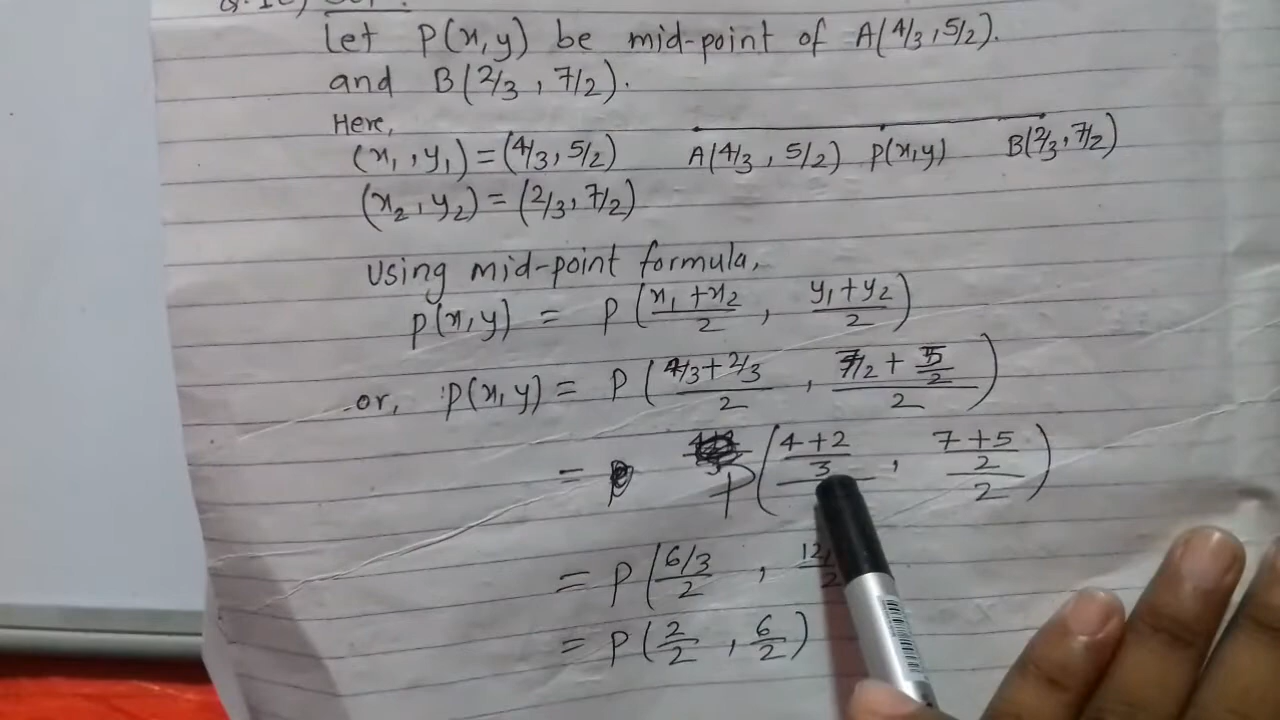 Let P(x,y) be mid-point of A(4/3, 5/2).
and B(2/3, 7/2).
Here,
(x₁, y₁) = (4/3, 5/2) A(4/3, 5/2) P(x,y) B(2/3, 7/2)
(x₂, y₂) = (2/3, 7/2)
Using mid-point formula,
P(x,y) = P((x₁+x₂)/2, (y₁+y₂)/2)
or, P(x,y) = P((4/3+2/3)/2, (7/2+5/2)/2)
= P(((4+2)/3)/, ((7+5)/2)/2)
= P((6/3)/2, 12/2
= P(2/2, 6/2)